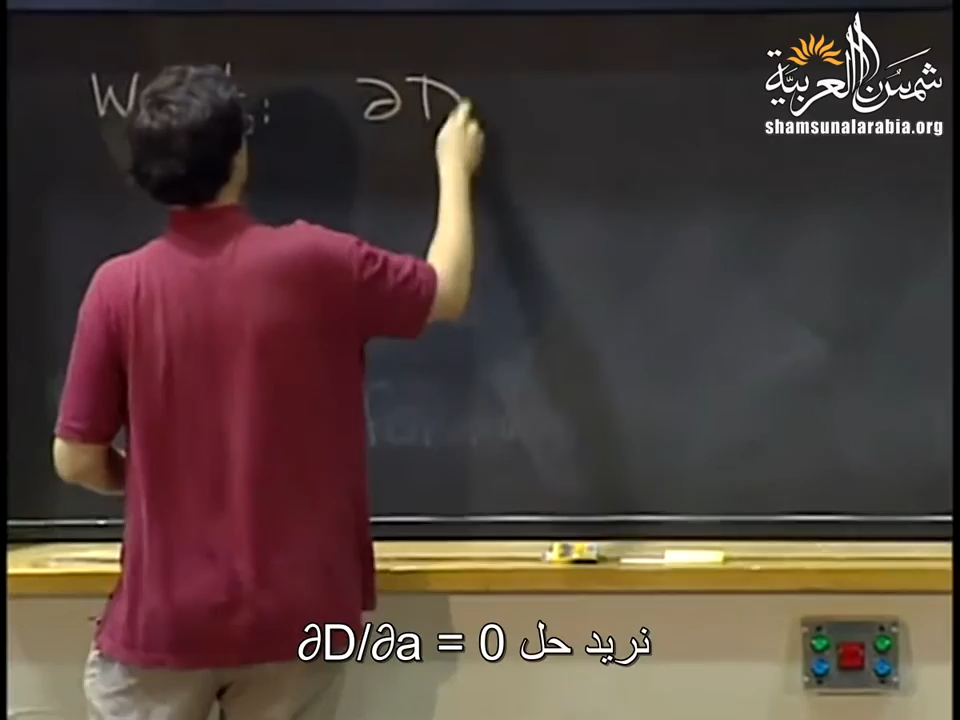 شمس العربية
shamsunalarabia.org
∂D
نريد حل ∂D/∂a = 0